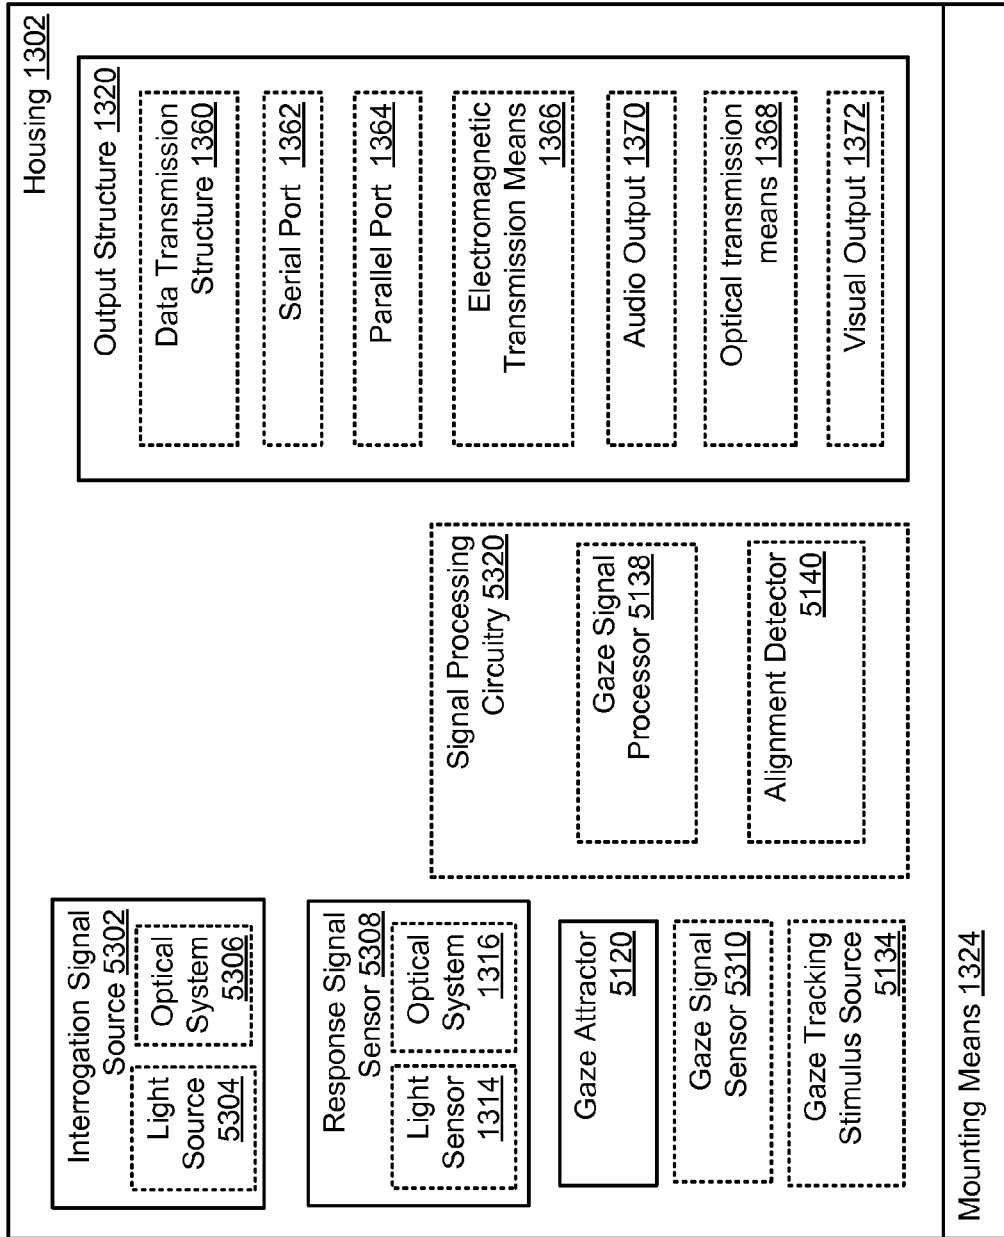 Housing 1302
Interrogation Signal
Source 5302
Light
Source
5304
Optical
System
5306
Response Signal
Sensor 5308
Light
Sensor
1314
Optical
System
1316
Gaze Attractor
5120
Gaze Signal
Sensor 5310
Gaze Tracking
Stimulus Source
5134
Signal Processing
Circuitry 5320
Gaze Signal
Processor 5138
Alignment Detector
5140
Output Structure 1320
Data Transmission
Structure 1360
Serial Port 1362
Parallel Port 1364
Electromagnetic
Transmission Means
1366
Audio Output 1370
Optical transmission
means 1368
Visual Output 1372
Mounting Means 1324